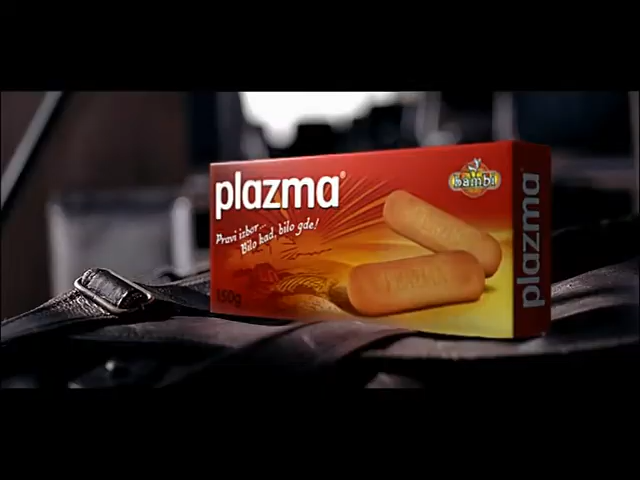 plazma®
Bambi
Pravi izbor...
Bilo kad, bilo gde!
150g
plazma